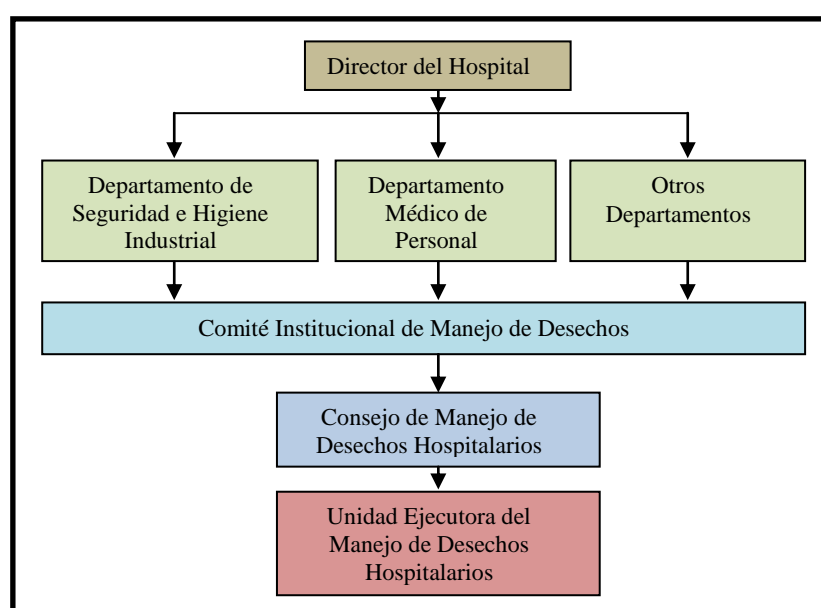 Director del Hospital
Departamento de
Seguridad e Higiene
Industrial
Departamento
Médico de
Personal
Otros
Departamentos
Comité Institucional de Manejo de Desechos
Consejo de Manejo de
Desechos Hospitalarios
Unidad Ejecutora del
Manejo de Desechos
Hospitalarios